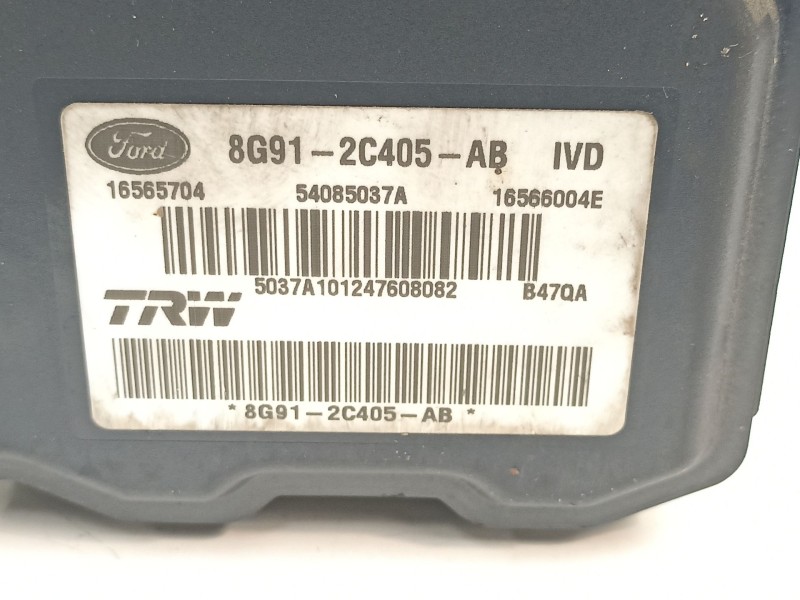 Ford 8G91-2C405-AB IVD
16565704 54085037A 16566004E
5037A101247608082 B47QA
TRW
* 8G91-2C405-AB *